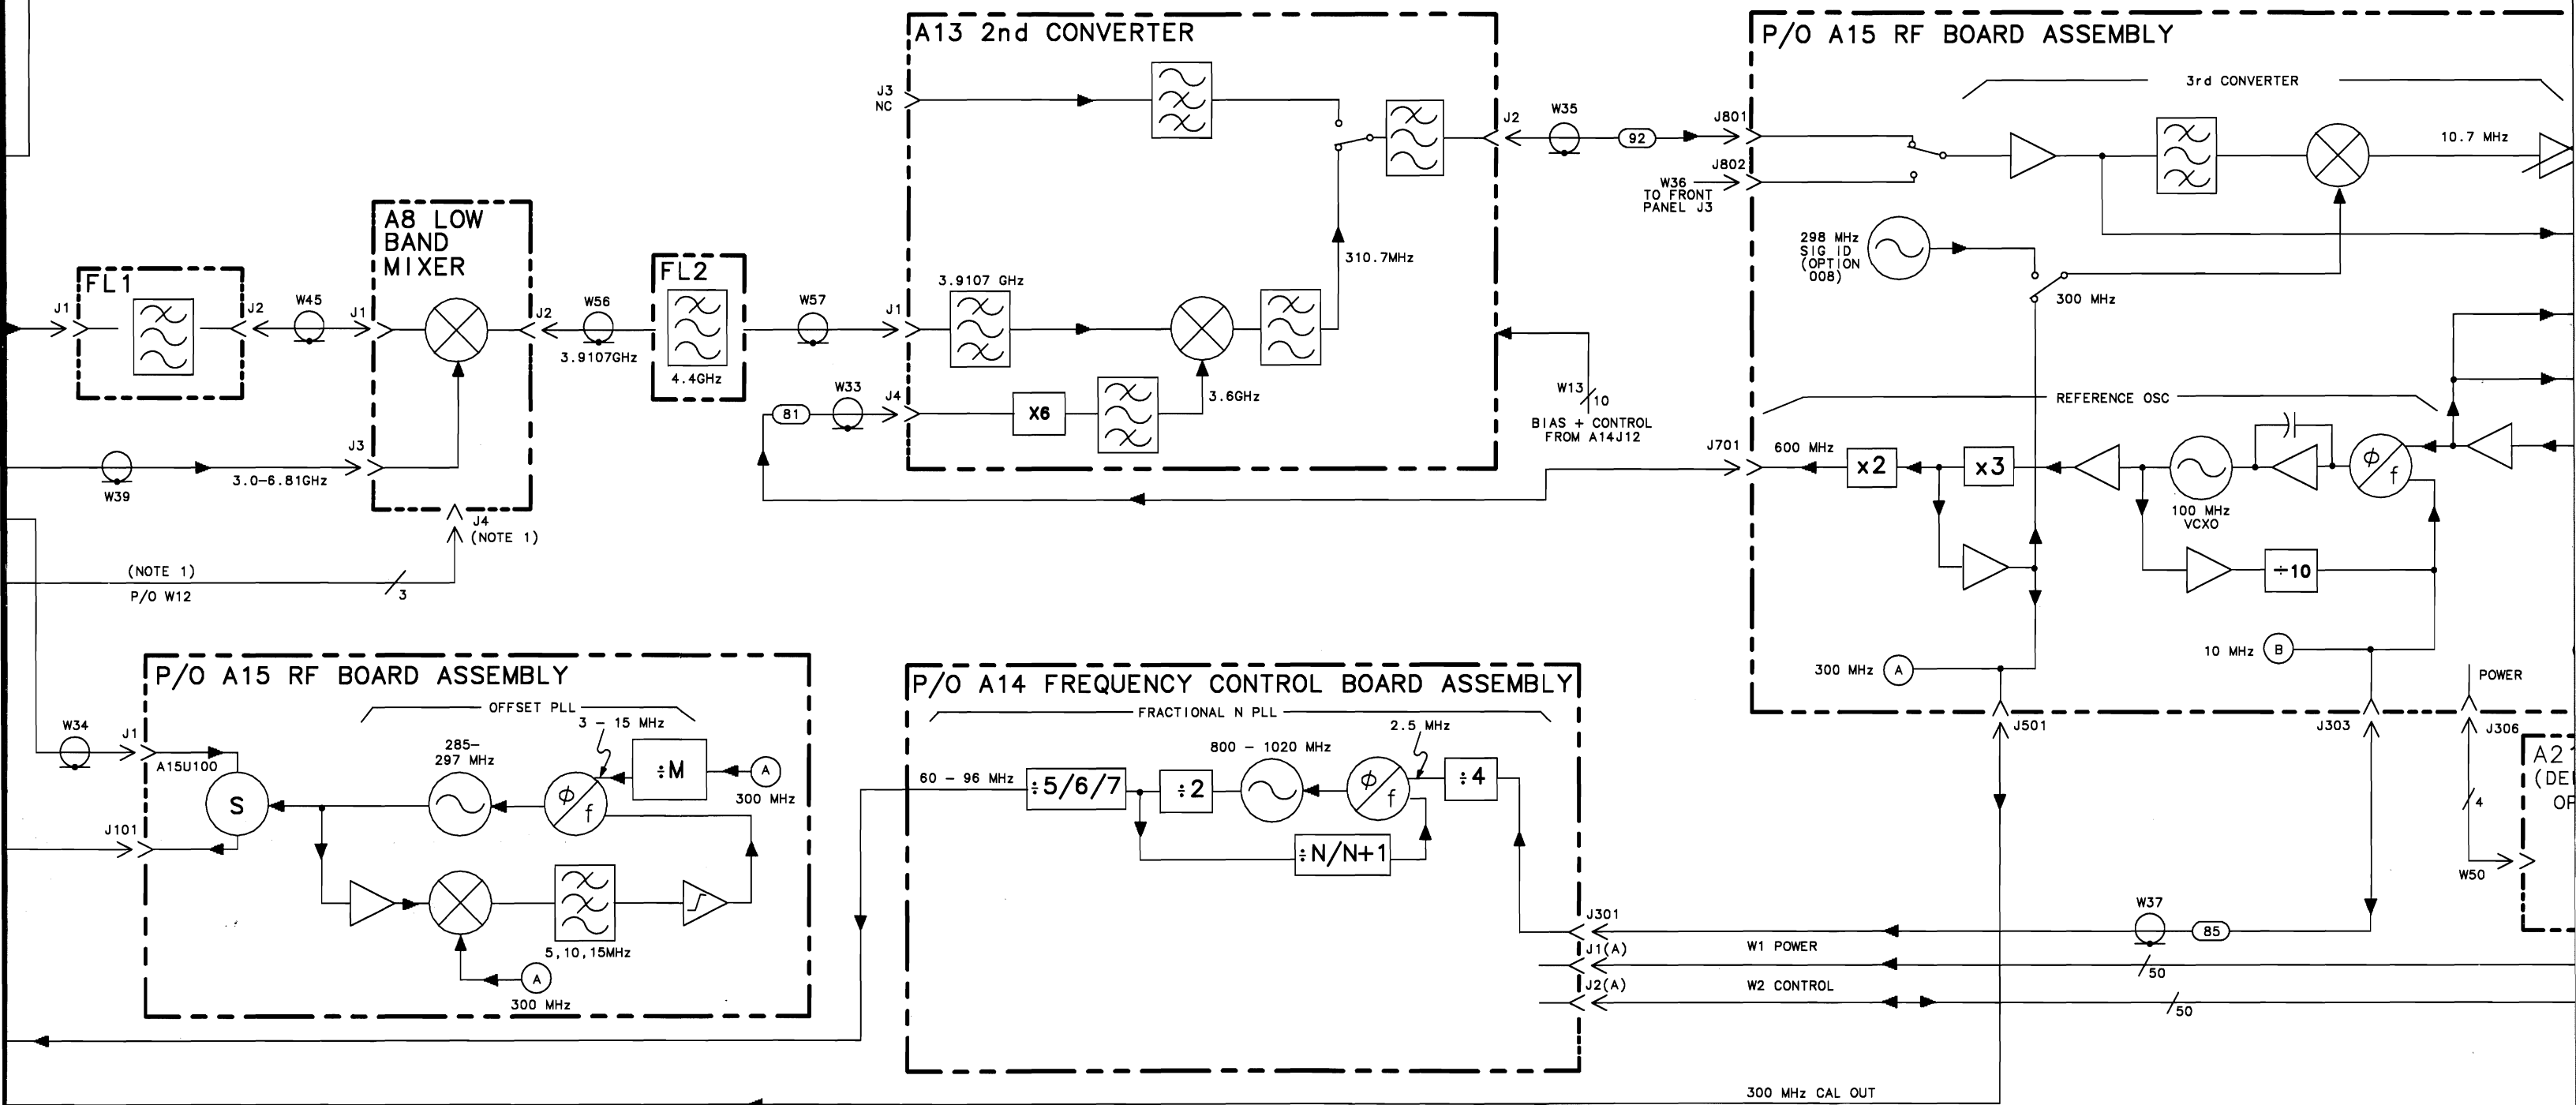 A13 2nd CONVERTER
J3
NC
J2
W35
92
3.9107 GHz
310.7MHz
J1
J4
X6
3.6GHz
W13
10
BIAS + CONTROL
FROM A14J12
FL1
J1
J2
W45
A8 LOW
BAND
MIXER
J1
J2
J3
J4
(NOTE 1)
W56
3.9107GHz
FL2
4.4GHz
W57
81
W33
W39
3.0-6.81GHz
(NOTE 1)
P/O W12
3
P/O A15 RF BOARD ASSEMBLY
3rd CONVERTER
J801
J802
W36
TO FRONT
PANEL J3
10.7 MHz
298 MHz
SIG ID
(OPTION
008)
300 MHz
REFERENCE OSC
J701
600 MHz
x2
x3
100 MHz
VCXO
ϕ
f
÷10
10 MHz
B
300 MHz
A
POWER
J501
J303
J306
4
W50
P/O A15 RF BOARD ASSEMBLY
OFFSET PLL
3 - 15 MHz
W34
J1
A15U100
285-
297 MHz
÷M
A
300 MHz
S
ϕ
f
J101
5,10,15MHz
A
300 MHz
P/O A14 FREQUENCY CONTROL BOARD ASSEMBLY
FRACTIONAL N PLL
2.5 MHz
800 - 1020 MHz
60 - 96 MHz
÷5/6/7
÷2
ϕ
f
÷4
÷N/N+1
J301
J1(A)
J2(A)
W37
85
W1 POWER
50
W2 CONTROL
50
300 MHz CAL OUT